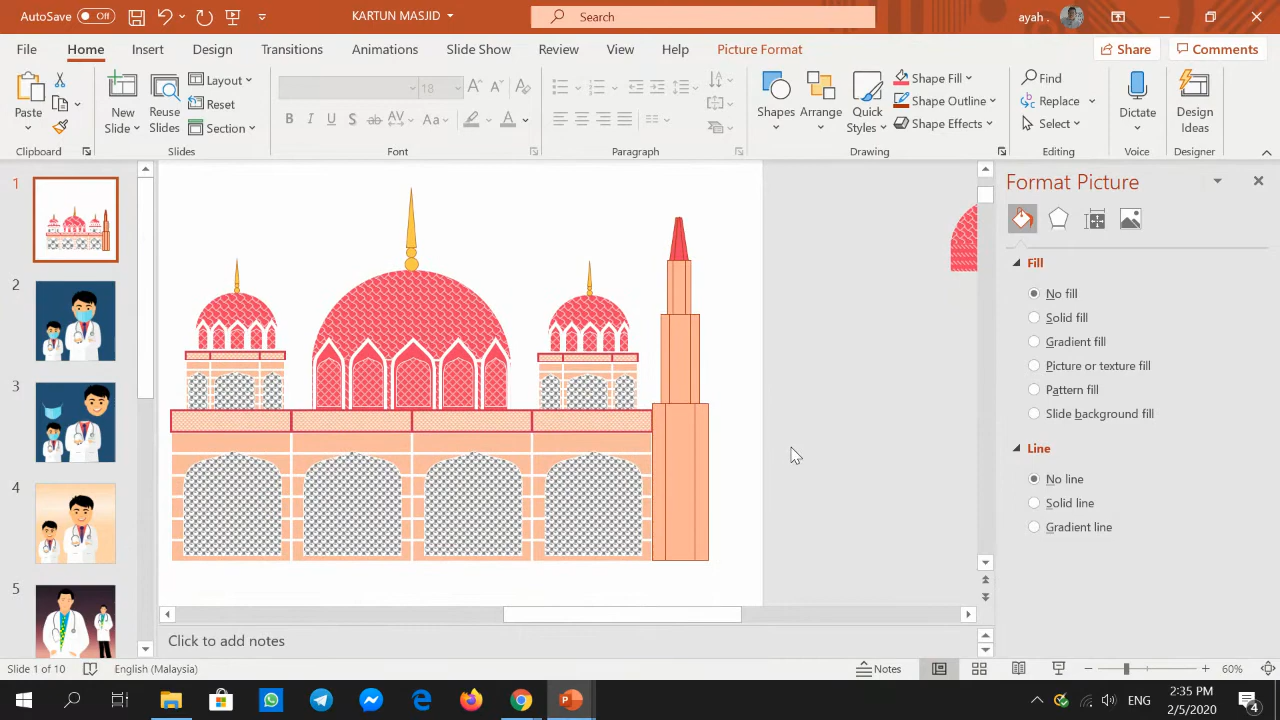 AutoSave Off KARTUN MASJID Search ayah .
File Home Insert Design Transitions Animations Slide Show Review View Help Picture Format Share Comments
Paste New Slide Reuse Slides Layout Reset Section 18 Shapes Arrange Quick Styles Shape Fill Shape Outline Shape Effects Find Replace Select Dictate Design Ideas
Clipboard Slides Font Paragraph Drawing Editing Voice Designer
1
2
3
4
5
Format Picture
Fill
No fill
Solid fill
Gradient fill
Picture or texture fill
Pattern fill
Slide background fill
Line
No line
Solid line
Gradient line
Click to add notes
Slide 1 of 10 English (Malaysia) Notes 60%
ENG 2:35 PM
2/5/2020 4